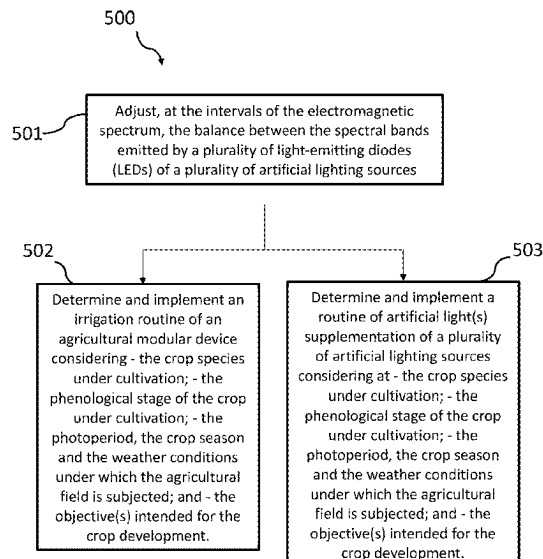 500
501
Adjust, at the intervals of the electromagnetic
spectrum, the balance between the spectral bands
emitted by a plurality of light-emitting diodes
(LEDs) of a plurality of artificial lighting sources
502
Determine and implement an
irrigation routine of an
agricultural modular device
considering - the crop species
under cultivation; - the
phenological stage of the crop
under cultivation; - the
photoperiod, the crop season
and the weather conditions
under which the agricultural
field is subjected; and - the
objective(s) intended for the
crop development.
503
Determine and implement a
routine of artificial light(s)
supplementation of a plurality
of artificial lighting sources
considering at - the crop species
under cultivation; - the
phenological stage of the crop
under cultivation; - the
photoperiod, the crop season
and the weather conditions
under which the agricultural
field is subjected; and - the
objective(s) intended for the
crop development.